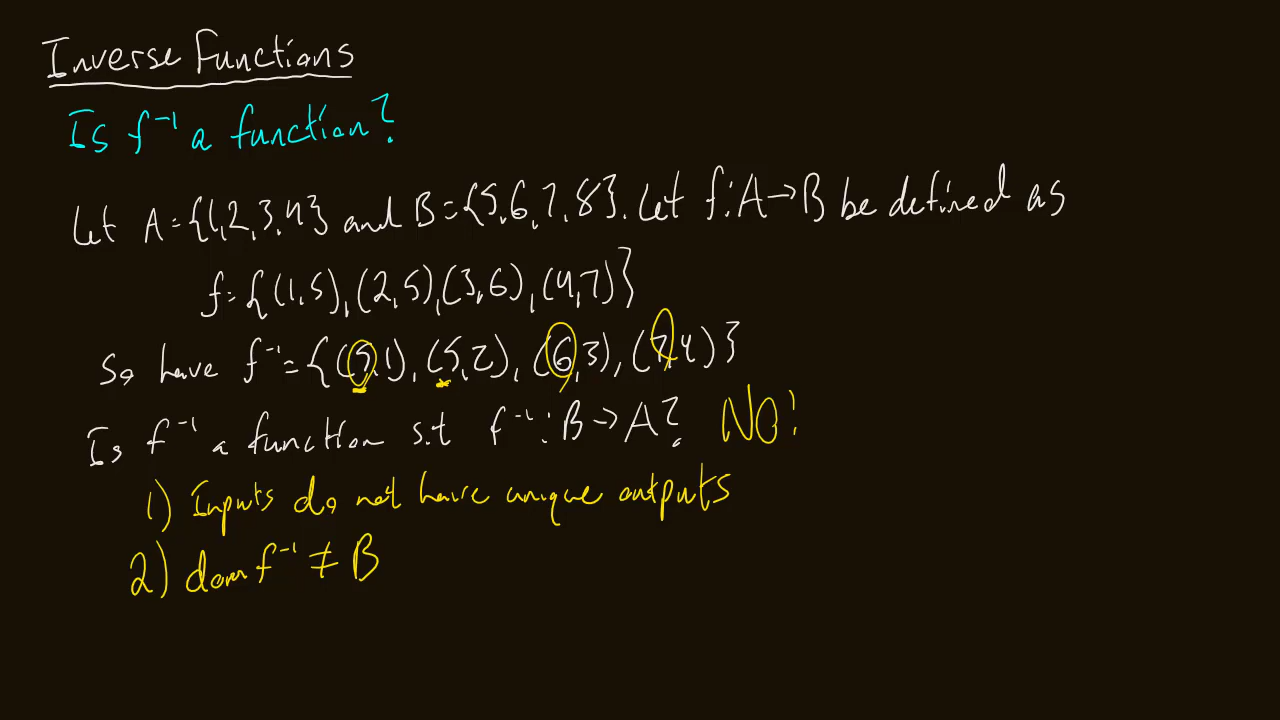 Inverse Functions
Is f⁻¹ a function?
Let A = {1,2,3,4} and B = {5,6,7,8}. Let f: A → B be defined as
f = {(1,5), (2,5), (3,6), (4,7)}
So have f⁻¹ = {(5,1), (5,2), (6,3), (7,4)}
Is f⁻¹ a function s.t f⁻¹: B → A? NO!
1) Inputs do not have unique outputs
2) dom f⁻¹ ≠ B